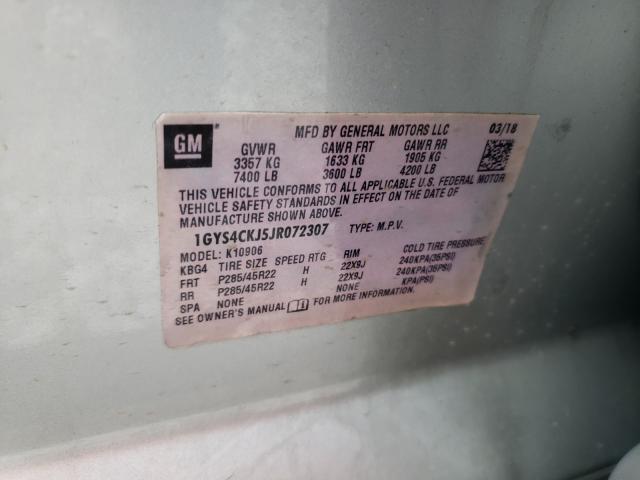 GM
MFD BY GENERAL MOTORS LLC 03/18
GVWR GAWR FRT GAWR RR
3357 KG 1633 KG 1905 KG
7400 LB 3600 LB 4200 LB
THIS VEHICLE CONFORMS TO ALL APPLICABLE U.S. FEDERAL MOTOR
VEHICLE SAFETY STANDARDS IN EFFECT ON THE DATE OF
MANUFACTURE SHOWN ABOVE.
1GYS4CKJ5JR072307 TYPE: M.P.V.
MODEL: K10906
KBG4 TIRE SIZE SPEED RTG RIM COLD TIRE PRESSURE
FRT P285/45R22 H 22X9J 240KPA(35PSI)
RR P285/45R22 H 22X9J 240KPA(35PSI)
SPA NONE NONE KPA(PSI)
SEE OWNER'S MANUAL FOR MORE INFORMATION.